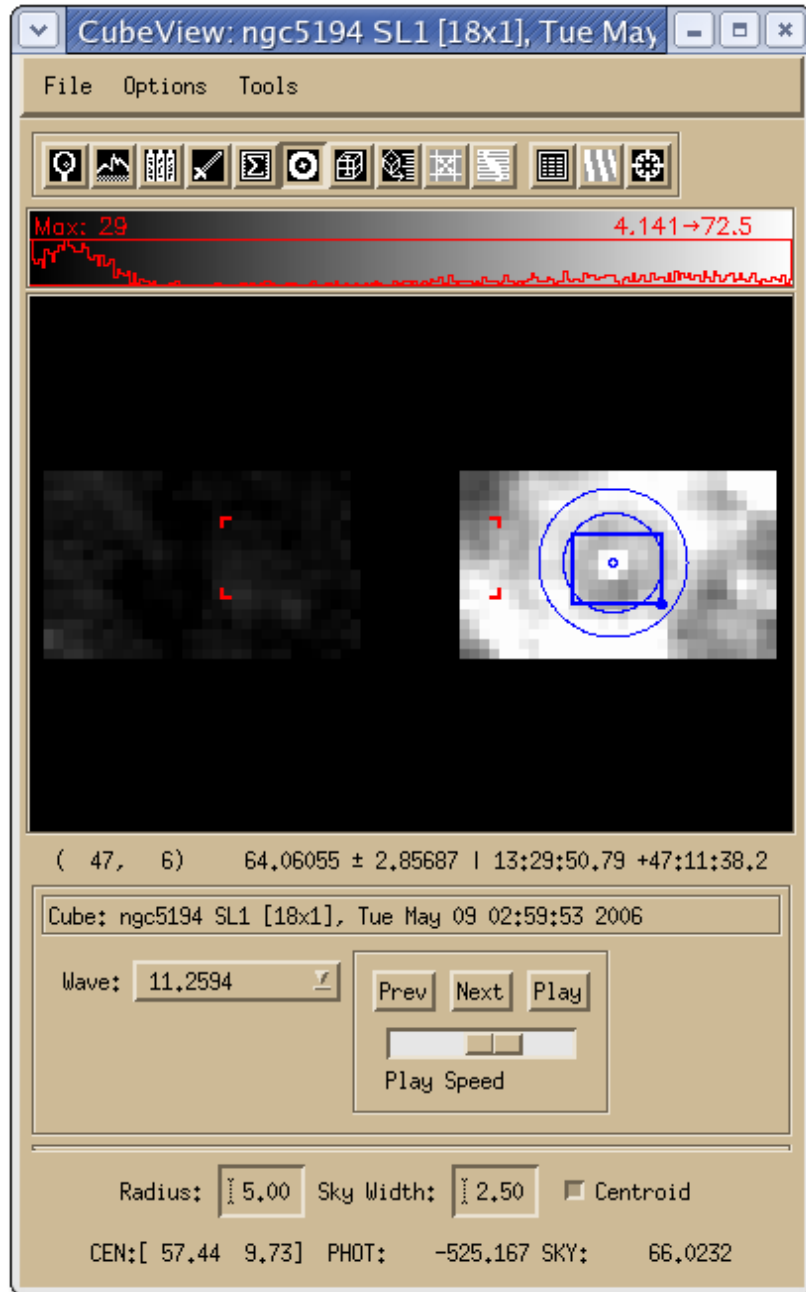 CubeView: ngc5194 SL1 [18x1], Tue May
File Options Tools
Max: 29 4.141→72.5
( 47, 6) 64.06055 ± 2.85687 | 13:29:50.79 +47:11:38.2
Cube: ngc5194 SL1 [18x1], Tue May 09 02:59:53 2006
Wave: 11.2594
Prev Next Play
Play Speed
Radius: 5.00 Sky Width: 2.50 Centroid
CEN:[ 57.44 9.73] PHOT: -525.167 SKY: 66.0232